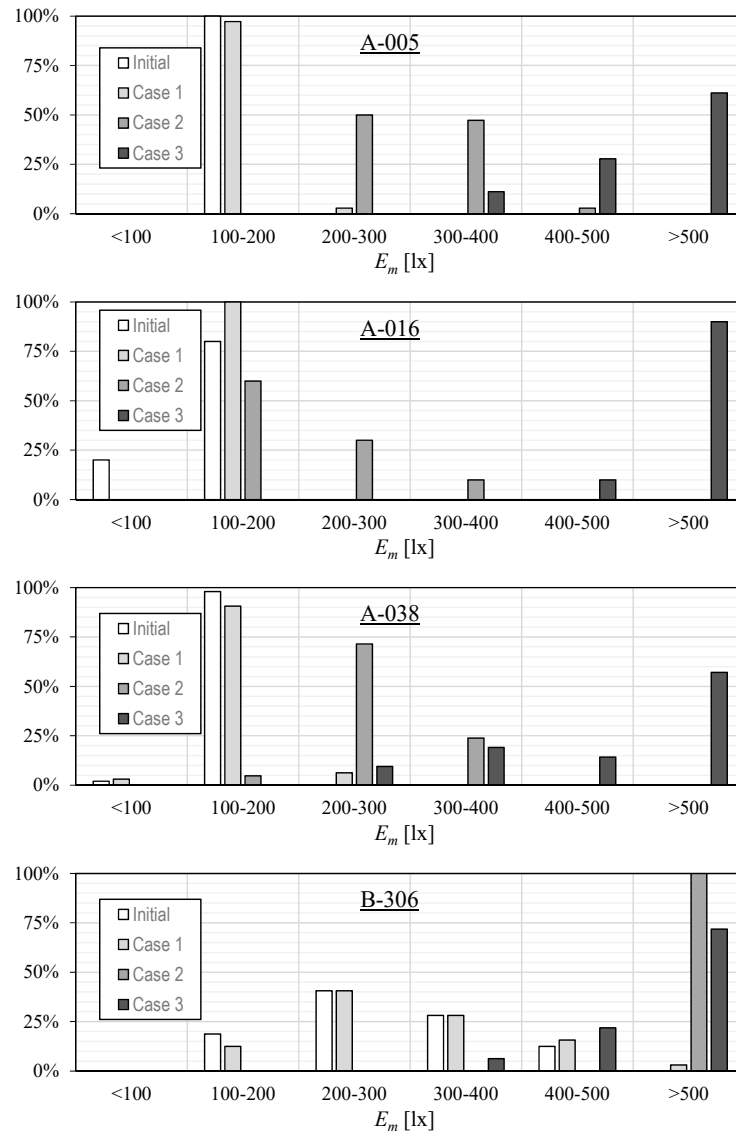 100%
75%
50%
25%
0%
A-005
Initial
Case 1
Case 2
Case 3
<100 100-200 200-300 300-400 400-500 >500
Em [lx]
100%
75%
50%
25%
0%
A-016
Initial
Case 1
Case 2
Case 3
<100 100-200 200-300 300-400 400-500 >500
Em [lx]
100%
75%
50%
25%
0%
A-038
Initial
Case 1
Case 2
Case 3
<100 100-200 200-300 300-400 400-500 >500
Em [lx]
100%
75%
50%
25%
0%
B-306
Initial
Case 1
Case 2
Case 3
<100 100-200 200-300 300-400 400-500 >500
Em [lx]